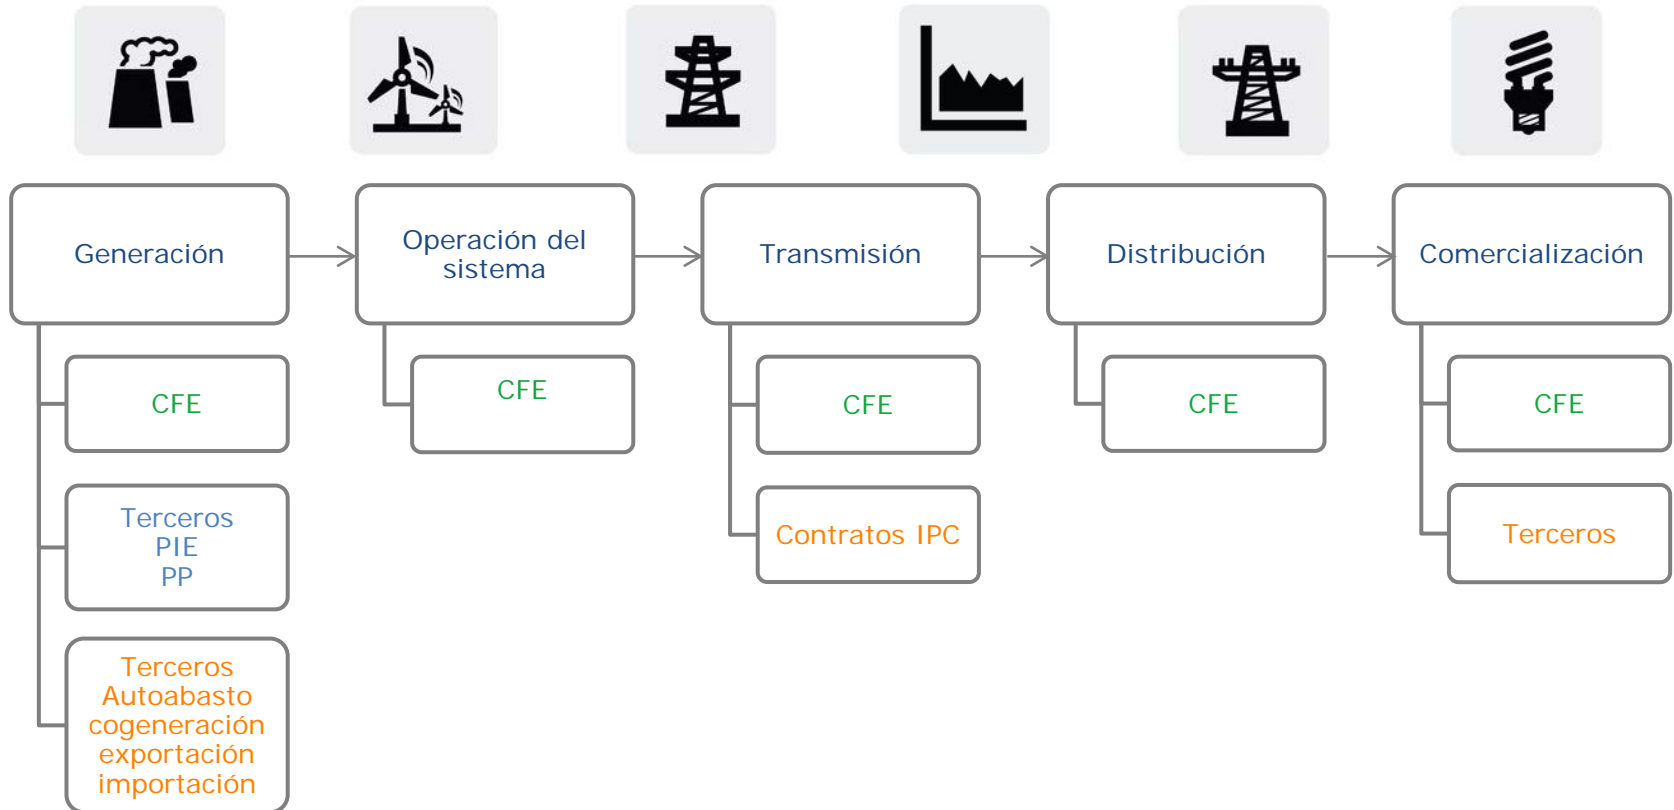 Generación
Operación del
sistema
Transmisión
Distribución
Comercialización
CFE
CFE
CFE
CFE
CFE
Terceros
PIE
PP
Contratos IPC
Terceros
Terceros
Autoabasto
cogeneración
exportación
importación